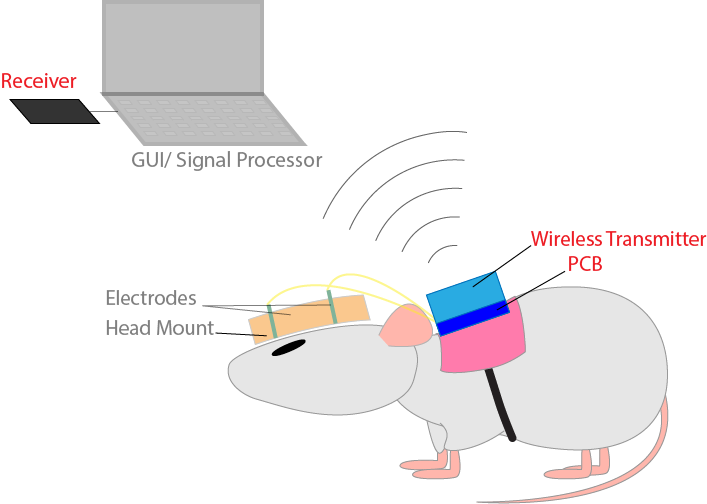 Receiver
GUI/ Signal Processor
Wireless Transmitter
PCB
Electrodes
Head Mount